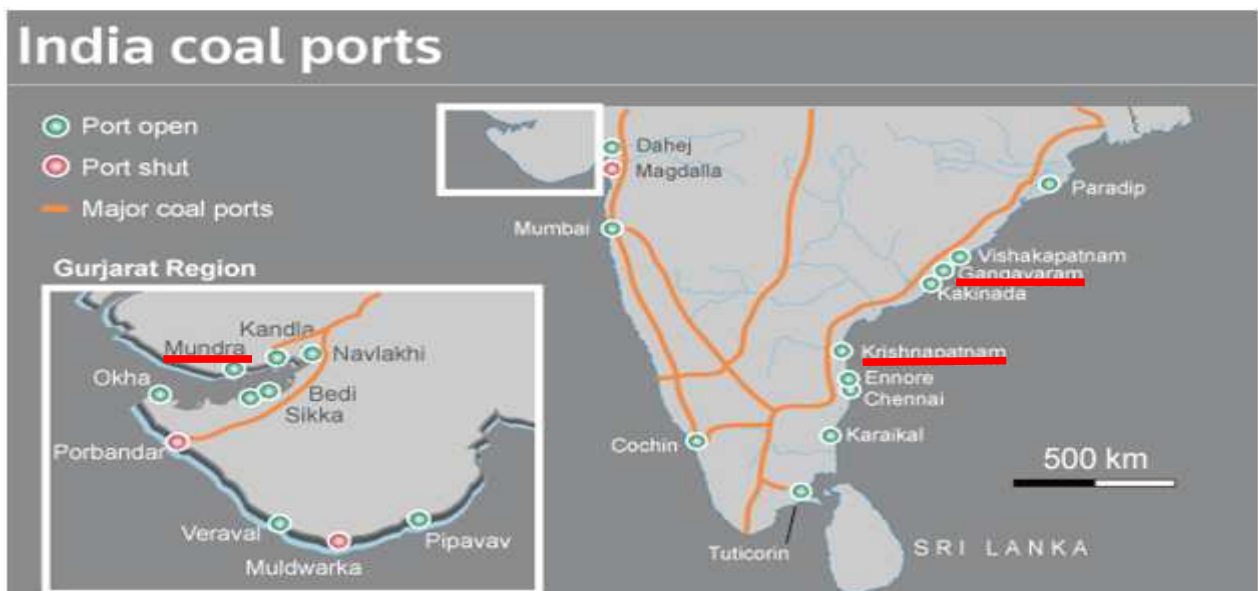 India coal ports
Port open
Port shut
Major coal ports
Gurjarat Region
Kandla
Mundra
Navlakhi
Okha
Bedi
Sikka
Porbandar
Veraval
Pipavav
Muldwarka
Dahej
Magdalla
Mumbai
Paradip
Vishakapatnam
Gangavaram
Kakinada
Krishnapatnam
Ennore
Chennai
Karaikal
Cochin
500 km
Tuticorin
SRI LANKA